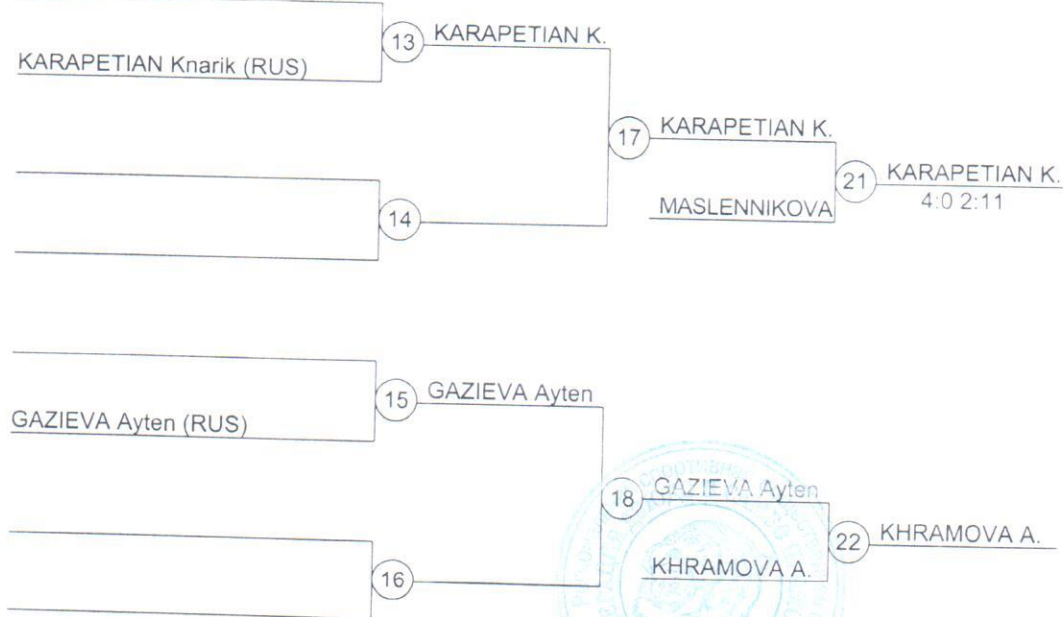 13 KARAPETIAN K.
KARAPETIAN Knarik (RUS)
17 KARAPETIAN K.
21 KARAPETIAN K.
4:0 2:11
MASLENNIKOVA
14
15 GAZIEVA Ayten
GAZIEVA Ayten (RUS)
18 GAZIEVA Ayten
22 KHRAMOVA A.
KHRAMOVA A.
16